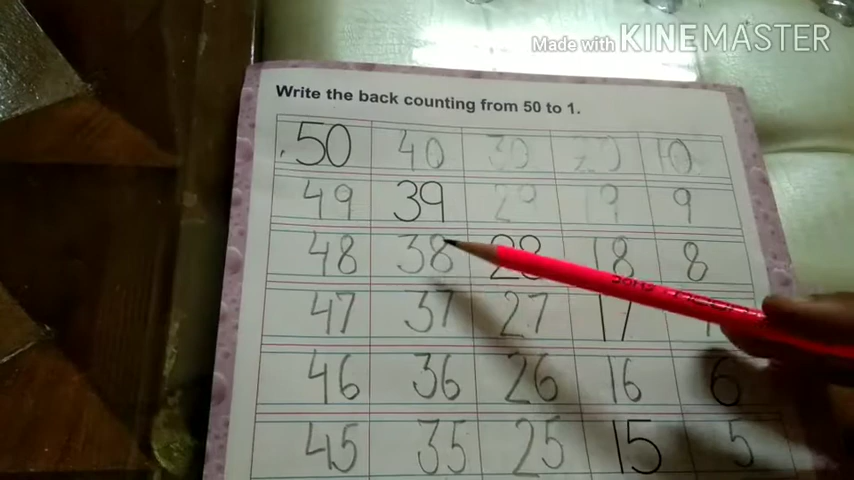 Made with KINEMASTER
Write the back counting from 50 to 1.
50 40 30 20 10
49 39 29 19 9
48 38 28 18 8
47 37 27 17
46 36 26 16 6
45 35 25 15 5